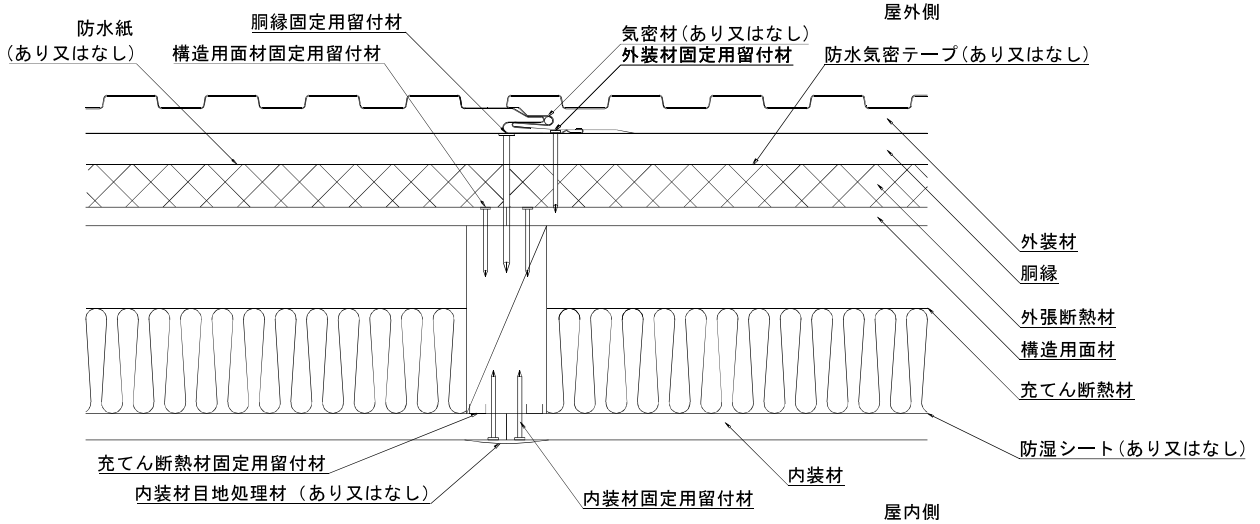 屋外側
胴縁固定用留付材
防水紙
(あり又はなし)
構造用面材固定用留付材
気密材(あり又はなし)
外装材固定用留付材
防水気密テープ(あり又はなし)
外装材
胴縁
外張断熱材
構造用面材
充てん断熱材
防湿シート(あり又はなし)
充てん断熱材固定用留付材
内装材目地処理材 (あり又はなし)
内装材固定用留付材
内装材
屋内側